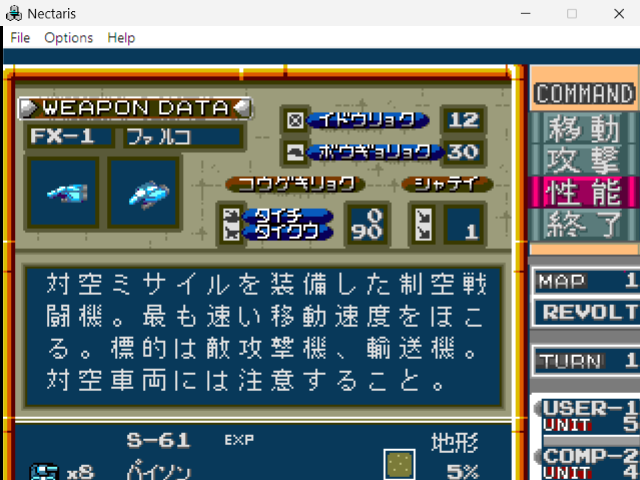 Nectaris
File Options Help
WEAPON DATA
FX-1 ファルコ
イドウリョク 12
ボウギョリョク 30
コウゲキリョク シャテイ
タイチ 0
タイクウ 90 1
対空ミサイルを装備した制空戦
闘機。最も速い移動速度をほこ
る。標的は敵攻撃機、輸送機。
対空車両には注意すること。
S-61 EXP 地形
x8 バイソン 5%
COMMAND
移動
攻撃
性能
終了
MAP 1
REVOLT
TURN 1
USER-1
UNIT 5
COMP-2
UNIT 4